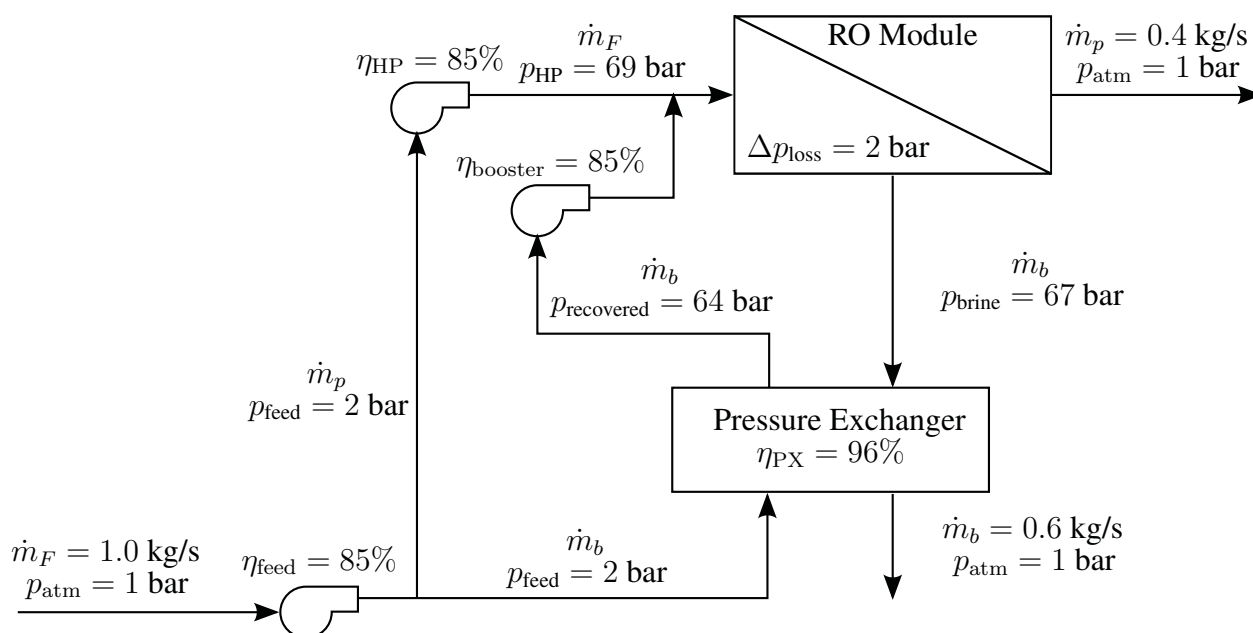 RO Module
Δp_loss = 2 bar
ṁ_p = 0.4 kg/s
p_atm = 1 bar
ṁ_F
p_HP = 69 bar
η_HP = 85%
η_booster = 85%
ṁ_b
p_recovered = 64 bar
ṁ_b
p_brine = 67 bar
ṁ_p
p_feed = 2 bar
Pressure Exchanger
η_PX = 96%
ṁ_F = 1.0 kg/s
p_atm = 1 bar
η_feed = 85%
ṁ_b
p_feed = 2 bar
ṁ_b = 0.6 kg/s
p_atm = 1 bar